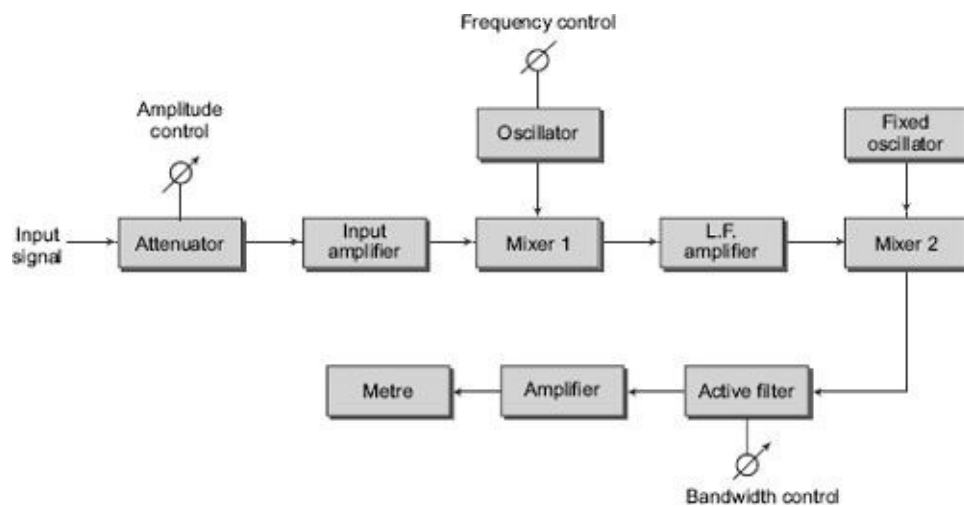 Frequency control
Amplitude
control
Oscillator
Fixed
oscillator
Input
signal
Attenuator
Input
amplifier
Mixer 1
L.F.
amplifier
Mixer 2
Metre
Amplifier
Active filter
Bandwidth control